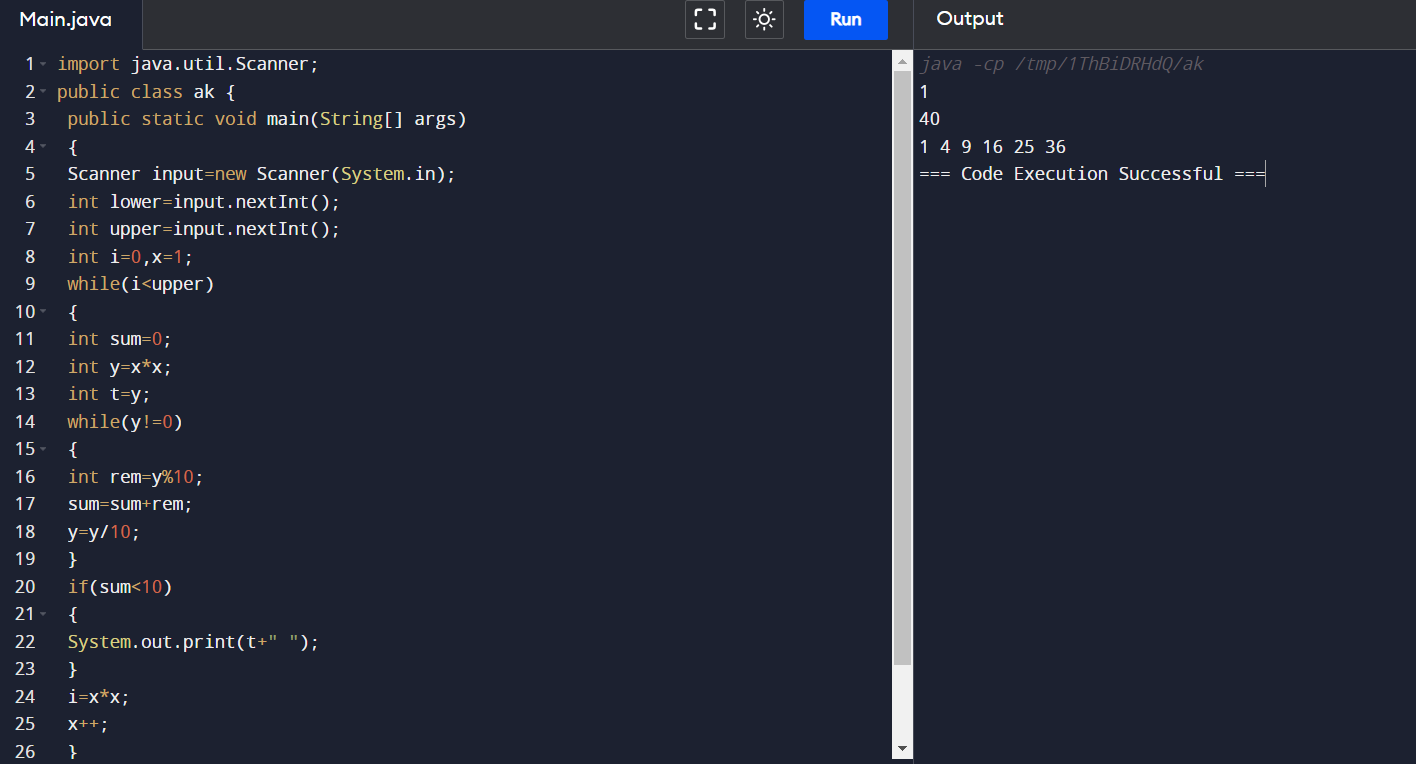 Main.java
Run
Output
1 import java.util.Scanner;
2 public class ak {
3 public static void main(String[] args)
4 {
5 Scanner input=new Scanner(System.in);
6 int lower=input.nextInt();
7 int upper=input.nextInt();
8 int i=0,x=1;
9 while(i<upper)
10 {
11 int sum=0;
12 int y=x*x;
13 int t=y;
14 while(y!=0)
15 {
16 int rem=y%10;
17 sum=sum+rem;
18 y=y/10;
19 }
20 if(sum<10)
21 {
22 System.out.print(t+" ");
23 }
24 i=x*x;
25 x++;
26 }
java -cp /tmp/1ThBiDRHdQ/ak
1
40
1 4 9 16 25 36
=== Code Execution Successful ===